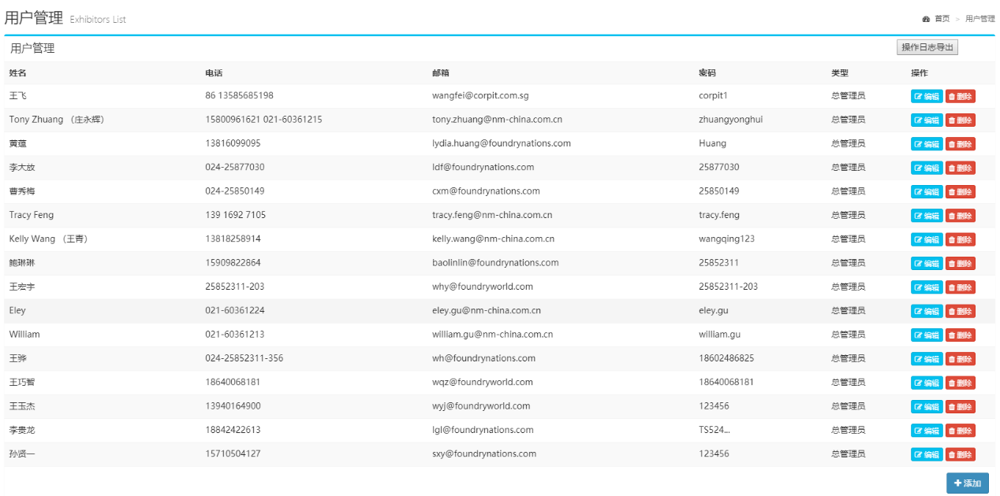 用户管理 Exhibitors List 首页 > 用户管理
用户管理 操作日志导出
姓名 电话 邮箱 密码 类型 操作
王飞 86 13585685198 wangfei@corpit.com.sg corpit1 总管理员 编辑 删除
Tony Zhuang （庄永辉） 15800961621 021-60361215 tony.zhuang@nm-china.com.cn zhuangyonghui 总管理员 编辑 删除
黄蕴 13816099095 lydia.huang@foundrynations.com Huang 总管理员 编辑 删除
李大放 024-25877030 ldf@foundrynations.com 25877030 总管理员 编辑 删除
曹秀梅 024-25850149 cxm@foundrynations.com 25850149 总管理员 编辑 删除
Tracy Feng 139 1692 7105 tracy.feng@nm-china.com.cn tracy.feng 总管理员 编辑 删除
Kelly Wang （王青） 13818258914 kelly.wang@nm-china.com.cn wangqing123 总管理员 编辑 删除
鲍琳琳 15909822864 baolinlin@foundrynations.com 25852311 总管理员 编辑 删除
王宏宇 25852311-203 why@foundryworld.com 25852311-203 总管理员 编辑 删除
Eley 021-60361224 eley.gu@nm-china.com.cn eley.gu 总管理员 编辑 删除
William 021-60361213 william.gu@nm-china.com.cn william.gu 总管理员 编辑 删除
王骅 024-25852311-356 wh@foundrynations.com 18602486825 总管理员 编辑 删除
王巧智 18640068181 wqz@foundryworld.com 18640068181 总管理员 编辑 删除
王玉杰 13940164900 wyj@foundryworld.com 123456 总管理员 编辑 删除
李贵龙 18842422613 lgl@foundrynations.com TS524... 总管理员 编辑 删除
孙贤一 15710504127 sxy@foundrynations.com 123456 总管理员 编辑 删除
添加